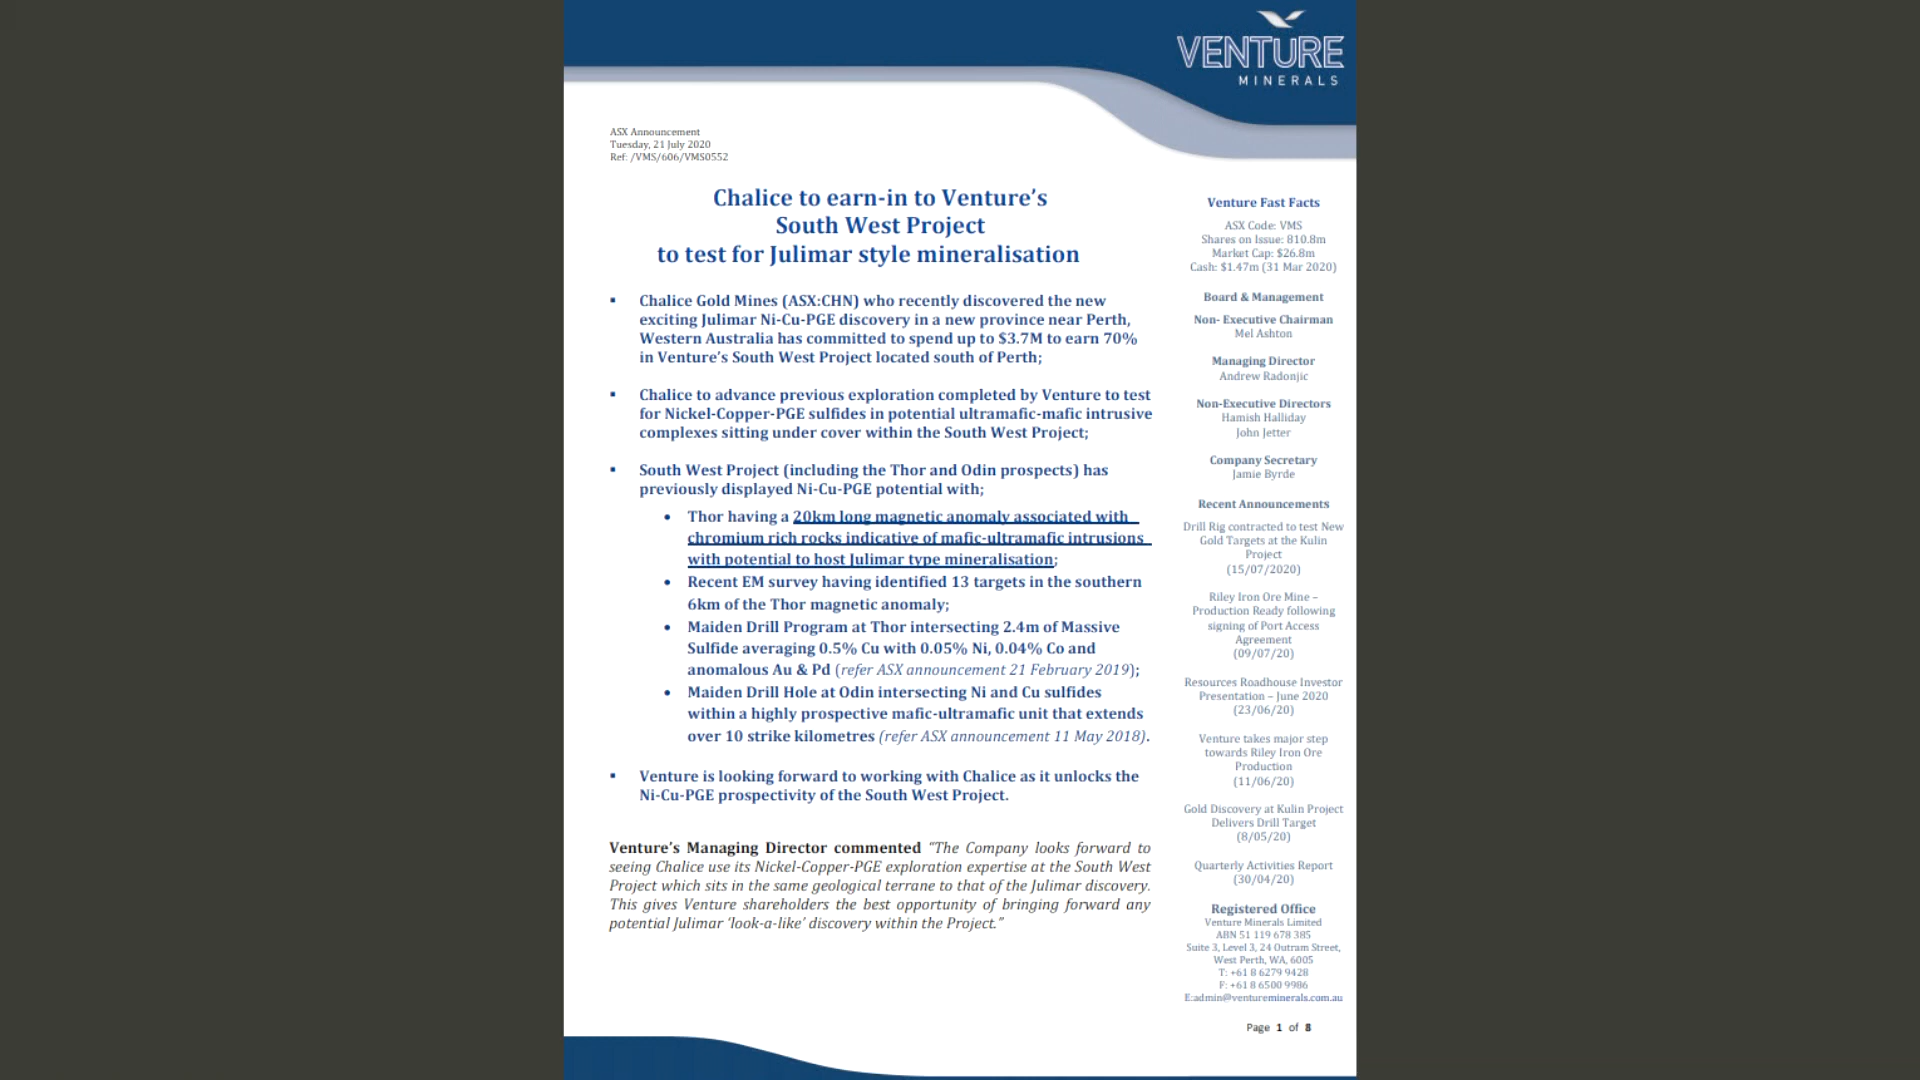 VENTURE
MINERALS
ASX Announcement
Tuesday, 21 July 2020
Ref: /VMS/606/VMS0552
Chalice to earn-in to Venture’s
South West Project
to test for Julimar style mineralisation
▪ Chalice Gold Mines (ASX:CHN) who recently discovered the new
exciting Julimar Ni-Cu-PGE discovery in a new province near Perth,
Western Australia has committed to spend up to $3.7M to earn 70%
in Venture’s South West Project located south of Perth;
▪ Chalice to advance previous exploration completed by Venture to test
for Nickel-Copper-PGE sulfides in potential ultramafic-mafic intrusive
complexes sitting under cover within the South West Project;
▪ South West Project (including the Thor and Odin prospects) has
previously displayed Ni-Cu-PGE potential with;
• Thor having a 20km long magnetic anomaly associated with
chromium rich rocks indicative of mafic-ultramafic intrusions
with potential to host Julimar type mineralisation;
• Recent EM survey having identified 13 targets in the southern
6km of the Thor magnetic anomaly;
• Maiden Drill Program at Thor intersecting 2.4m of Massive
Sulfide averaging 0.5% Cu with 0.05% Ni, 0.04% Co and
anomalous Au & Pd (refer ASX announcement 21 February 2019);
• Maiden Drill Hole at Odin intersecting Ni and Cu sulfides
within a highly prospective mafic-ultramafic unit that extends
over 10 strike kilometres (refer ASX announcement 11 May 2018).
▪ Venture is looking forward to working with Chalice as it unlocks the
Ni-Cu-PGE prospectivity of the South West Project.
Venture’s Managing Director commented “The Company looks forward to
seeing Chalice use its Nickel-Copper-PGE exploration expertise at the South West
Project which sits in the same geological terrane to that of the Julimar discovery.
This gives Venture shareholders the best opportunity of bringing forward any
potential Julimar ‘look-a-like’ discovery within the Project.”
Venture Fast Facts
ASX Code: VMS
Shares on Issue: 810.8m
Market Cap: $26.8m
Cash: $1.47m (31 Mar 2020)
Board & Management
Non- Executive Chairman
Mel Ashton
Managing Director
Andrew Radonjic
Non-Executive Directors
Hamish Halliday
John Jetter
Company Secretary
Jamie Byrde
Recent Announcements
Drill Rig contracted to test New
Gold Targets at the Kulin
Project
(15/07/2020)
Riley Iron Ore Mine –
Production Ready following
signing of Port Access
Agreement
(09/07/20)
Resources Roadhouse Investor
Presentation – June 2020
(23/06/20)
Venture takes major step
towards Riley Iron Ore
Production
(11/06/20)
Gold Discovery at Kulin Project
Delivers Drill Target
(8/05/20)
Quarterly Activities Report
(30/04/20)
Registered Office
Venture Minerals Limited
ABN 51 119 678 385
Suite 3, Level 3, 24 Outram Street,
West Perth, WA, 6005
T: +61 8 6279 9428
F: +61 8 6500 9986
E:admin@ventureminerals.com.au
Page 1 of 8